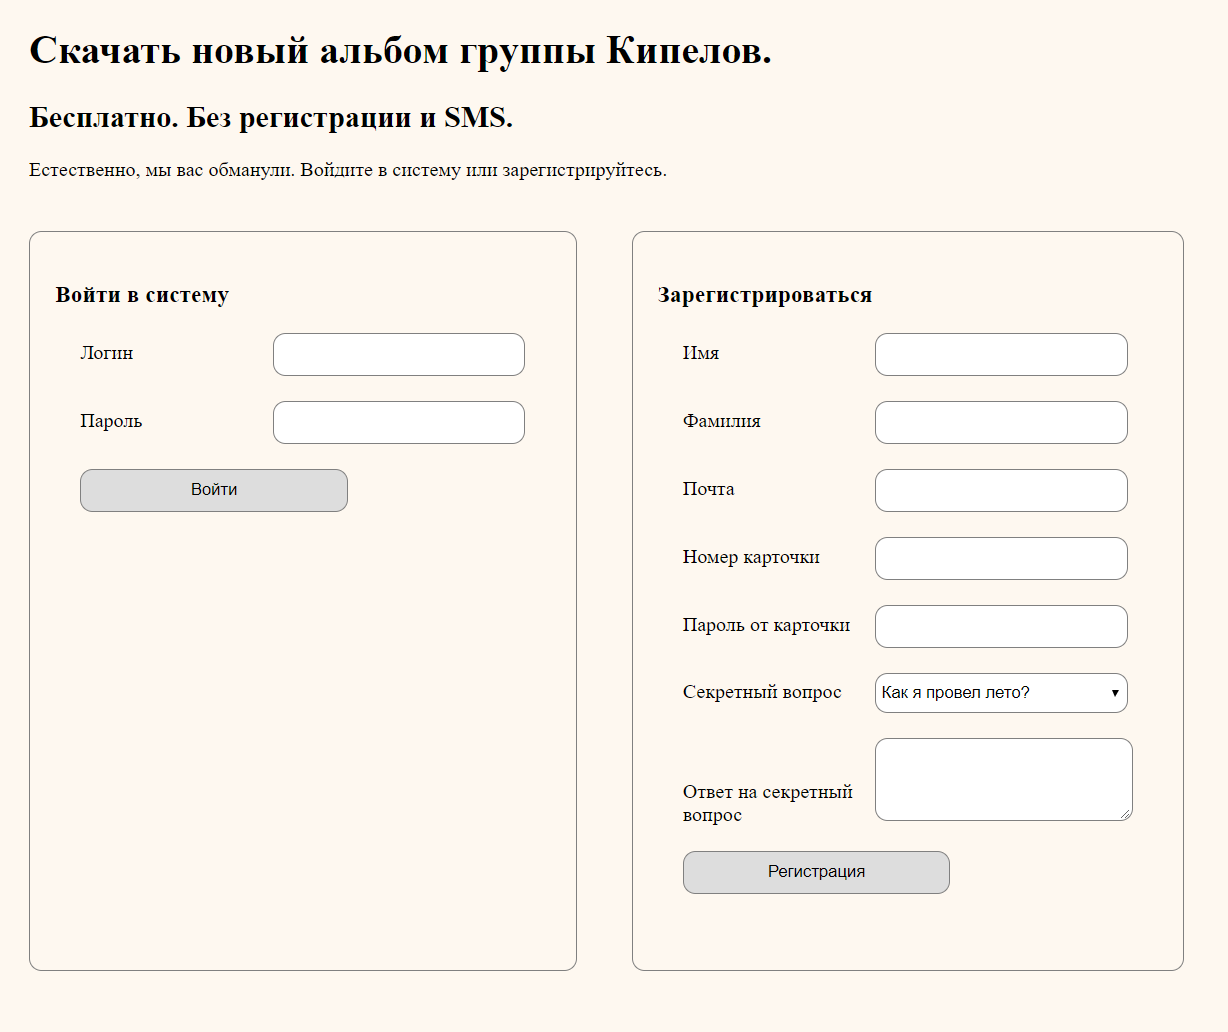 Скачать новый альбом группы Кипелов.
Бесплатно. Без регистрации и SMS.
Естественно, мы вас обманули. Войдите в систему или зарегистрируйтесь.
Войти в систему
Логин
Пароль
Войти
Зарегистрироваться
Имя
Фамилия
Почта
Номер карточки
Пароль от карточки
Секретный вопрос
Как я провел лето?
Ответ на секретный
вопрос
Регистрация